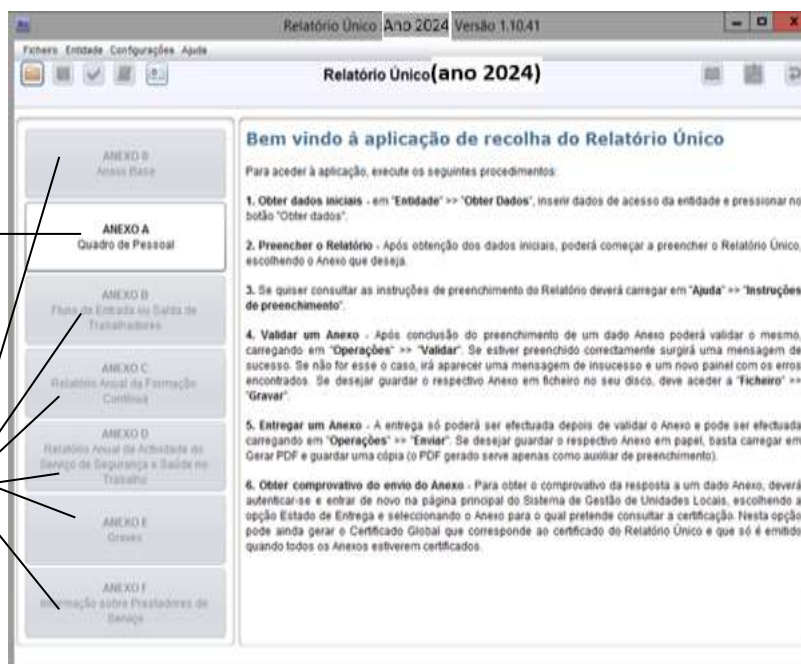 Relatório Único Ano 2024 Versão 1.10.41
Ficheiro Entidade Configurações Ajuda
Relatório Único(ano 2024)
ANEXO 0
Anexo Base
ANEXO A
Quadro de Pessoal
ANEXO B
Fluxo de Entrada ou Saída de
Trabalhadores
ANEXO C
Relatório Anual da Formação
Contínua
ANEXO D
Relatório Anual da Actividade do
Serviço de Segurança e Saúde no
Trabalho
ANEXO E
Greves
ANEXO F
Informação sobre Prestadores de
Serviço
Bem vindo à aplicação de recolha do Relatório Único
Para aceder à aplicação, execute os seguintes procedimentos:
1. Obter dados iniciais - em "Entidade" >> "Obter Dados", inserir dados de acesso da entidade e pressionar no
botão "Obter dados".
2. Preencher o Relatório - Após obtenção dos dados iniciais, poderá começar a preencher o Relatório Único,
escolhendo o Anexo que deseja.
3. Se quiser consultar as instruções de preenchimento do Relatório deverá carregar em "Ajuda" >> "Instruções
de preenchimento".
4. Validar um Anexo - Após conclusão do preenchimento de um dado Anexo poderá validar o mesmo,
carregando em "Operações" >> "Validar". Se estiver preenchido correctamente surgirá uma mensagem de
sucesso. Se não for esse o caso, irá aparecer uma mensagem de insucesso e um novo painel com os erros
encontrados. Se desejar guardar o respectivo Anexo em ficheiro no seu disco, deve aceder a "Ficheiro" >>
"Gravar".
5. Entregar um Anexo - A entrega só poderá ser efectuada depois de validar o Anexo e pode ser efectuada
carregando em "Operações" >> "Enviar". Se desejar guardar o respectivo Anexo em papel, basta carregar em
Gerar PDF e guardar uma cópia (o PDF gerado serve apenas como auxiliar de preenchimento).
6. Obter comprovativo do envio do Anexo - Para obter o comprovativo da resposta a um dado Anexo, deverá
autenticar-se e entrar de novo na página principal do Sistema de Gestão de Unidades Locais, escolhendo a
opção Estado de Entrega e seleccionando o Anexo para o qual pretende consultar a certificação. Nesta opção
pode ainda gerar o Certificado Global que corresponde ao certificado do Relatório Único e que só é emitido
quando todos os Anexos estiverem certificados.